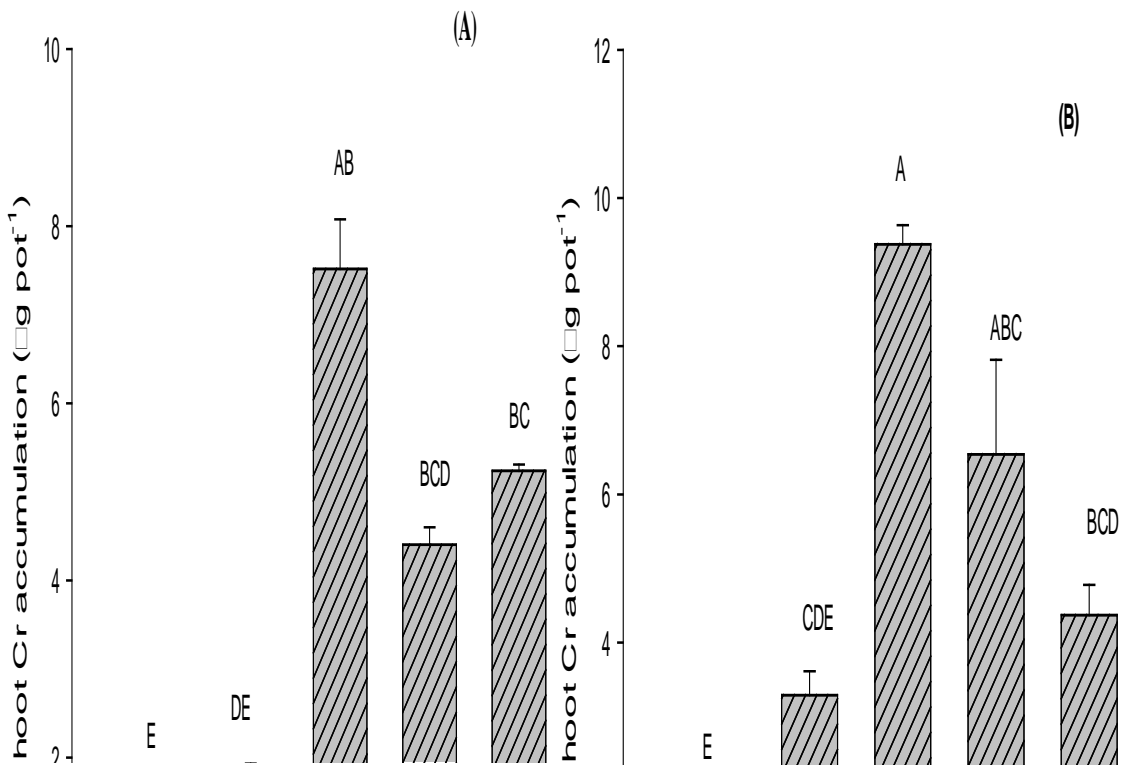 (A)
10
8
6
4
2
hoot Cr accumulation (□g pot⁻¹)
E
DE
AB
BCD
BC
(B)
12
10
8
6
4
hoot Cr accumulation (□g pot⁻¹)
E
CDE
A
ABC
BCD